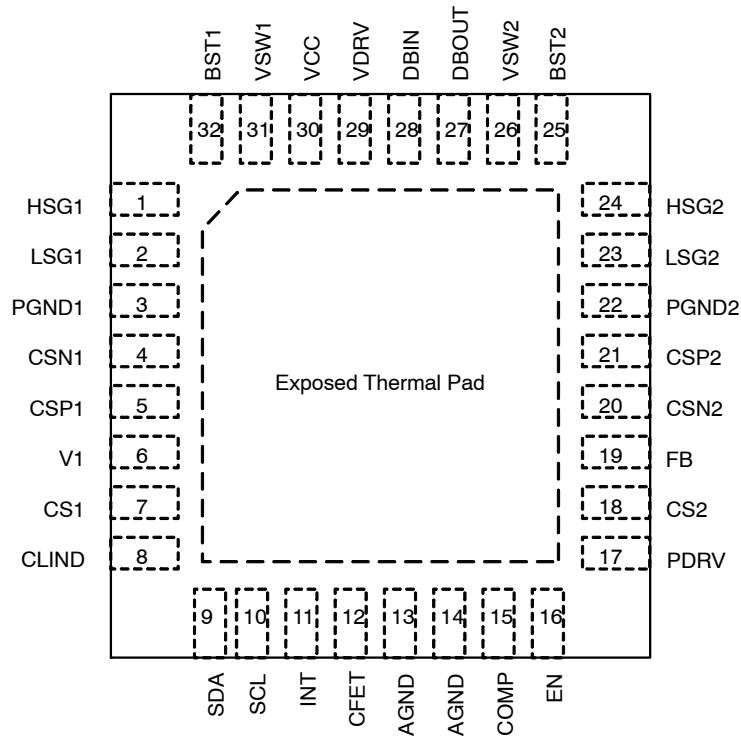 BST1 VSW1 VCC VDRV DBIN DBOUT VSW2 BST2
32 31 30 29 28 27 26 25
HSG1 1 24 HSG2
LSG1 2 23 LSG2
PGND1 3 22 PGND2
CSN1 4 21 CSP2
Exposed Thermal Pad
CSP1 5 20 CSN2
V1 6 19 FB
CS1 7 18 CS2
CLIND 8 17 PDRV
9 10 11 12 13 14 15 16
SDA SCL INT CFET AGND AGND COMP EN